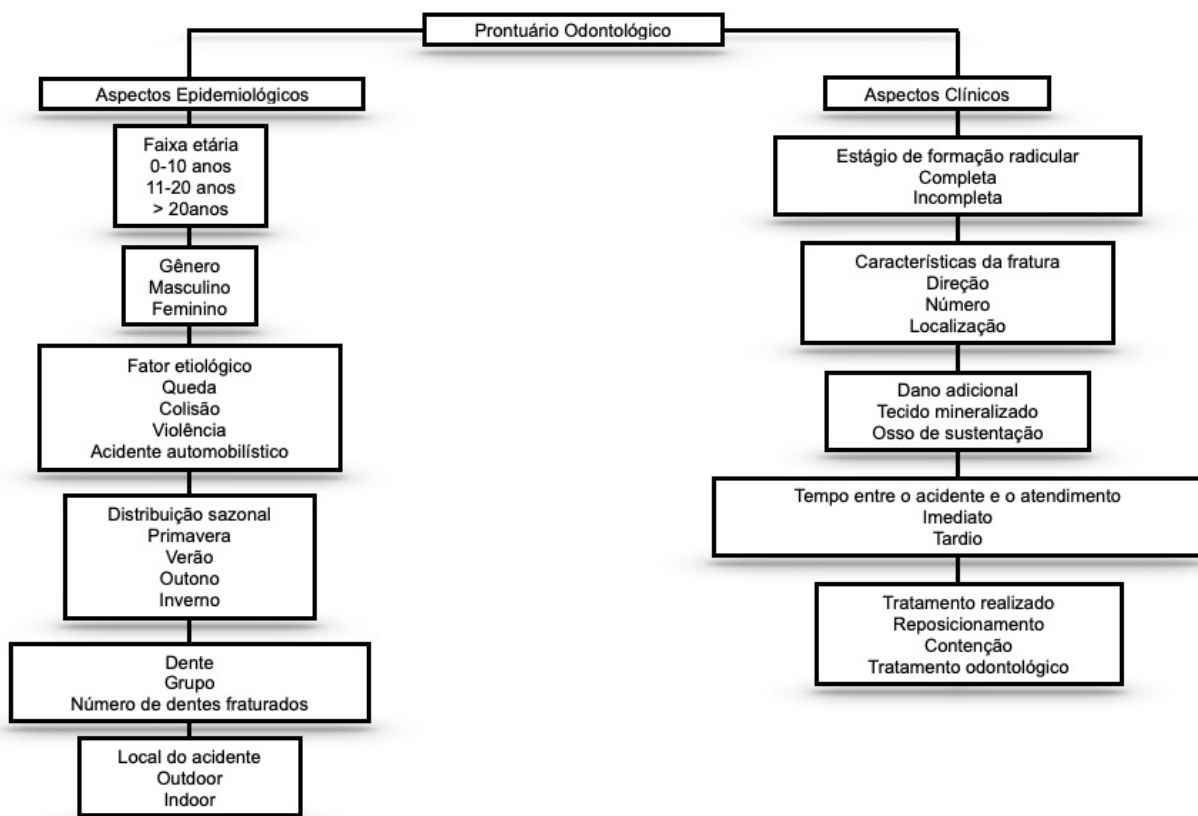 Prontuário Odontológico
Aspectos Epidemiológicos
Faixa etária
0-10 anos
11-20 anos
> 20anos
Gênero
Masculino
Feminino
Fator etiológico
Queda
Colisão
Violência
Acidente automobilístico
Distribuição sazonal
Primavera
Verão
Outono
Inverno
Dente
Grupo
Número de dentes fraturados
Local do acidente
Outdoor
Indoor
Aspectos Clínicos
Estágio de formação radicular
Completa
Incompleta
Características da fratura
Direção
Número
Localização
Dano adicional
Tecido mineralizado
Osso de sustentação
Tempo entre o acidente e o atendimento
Imediato
Tardio
Tratamento realizado
Reposicionamento
Contenção
Tratamento odontológico